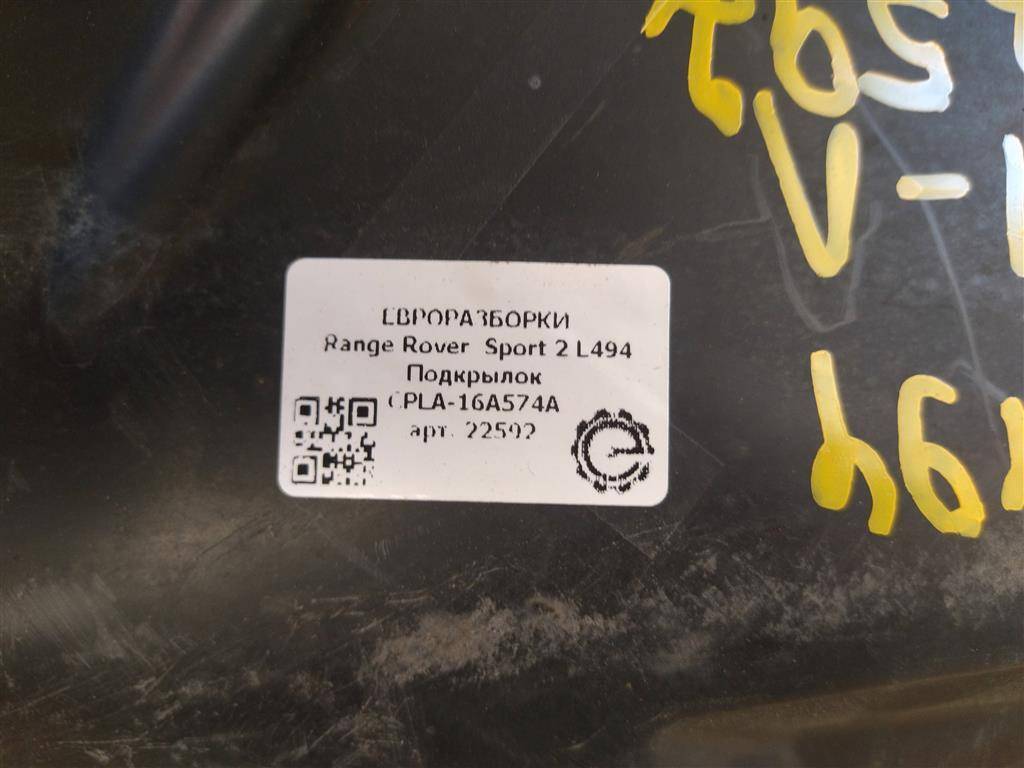 ЕВРОРАЗБОРКИ
Range Rover Sport 2 L494
Подкрылок
CPLA-16A574A
арт. 22592